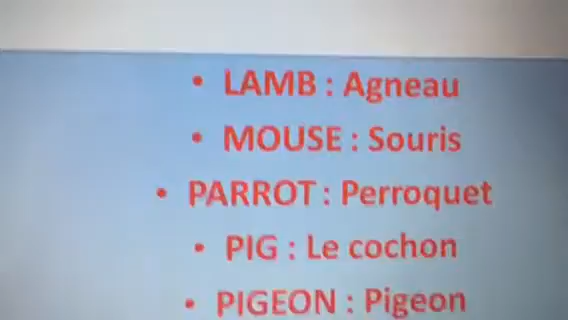 • LAMB : Agneau
• MOUSE : Souris
• PARROT : Perroquet
• PIG : Le cochon
• PIGEON : Pigeon